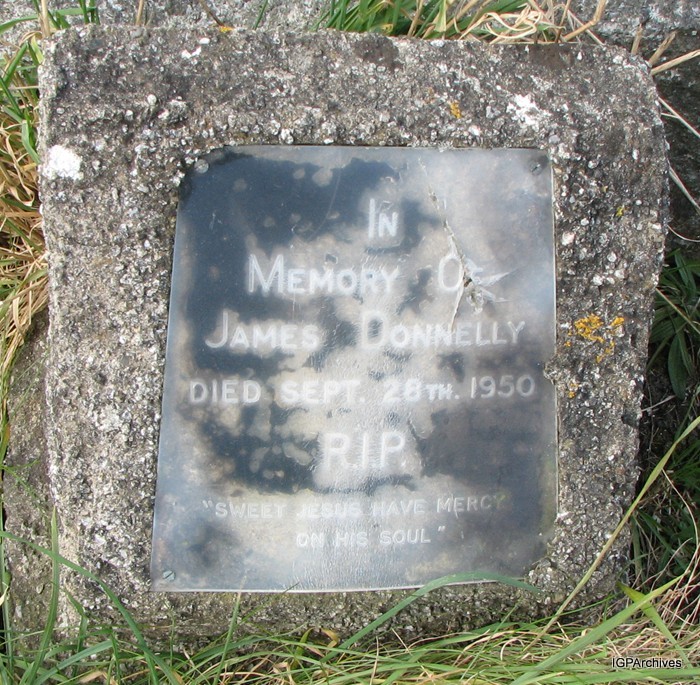 IN
MEMORY OF
JAMES DONNELLY
DIED SEPT. 28TH. 1950
R.I.P.
"SWEET JESUS HAVE MERCY
ON HIS SOUL"
IGPArchives